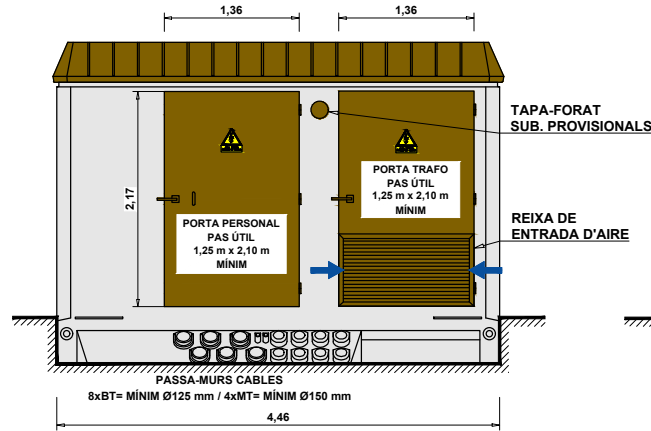 1,36
1,36
TAPA-FORAT
SUB. PROVISIONALS
2,17
PORTA TRAFO
PAS ÚTIL
1,25 m x 2,10 m
MÍNIM
PORTA PERSONAL
PAS ÚTIL
1,25 m x 2,10 m
MÍNIM
REIXA DE
ENTRADA D'AIRE
PASSA-MURS CABLES
8xBT= MÍNIM Ø125 mm / 4xMT= MÍNIM Ø150 mm
4,46